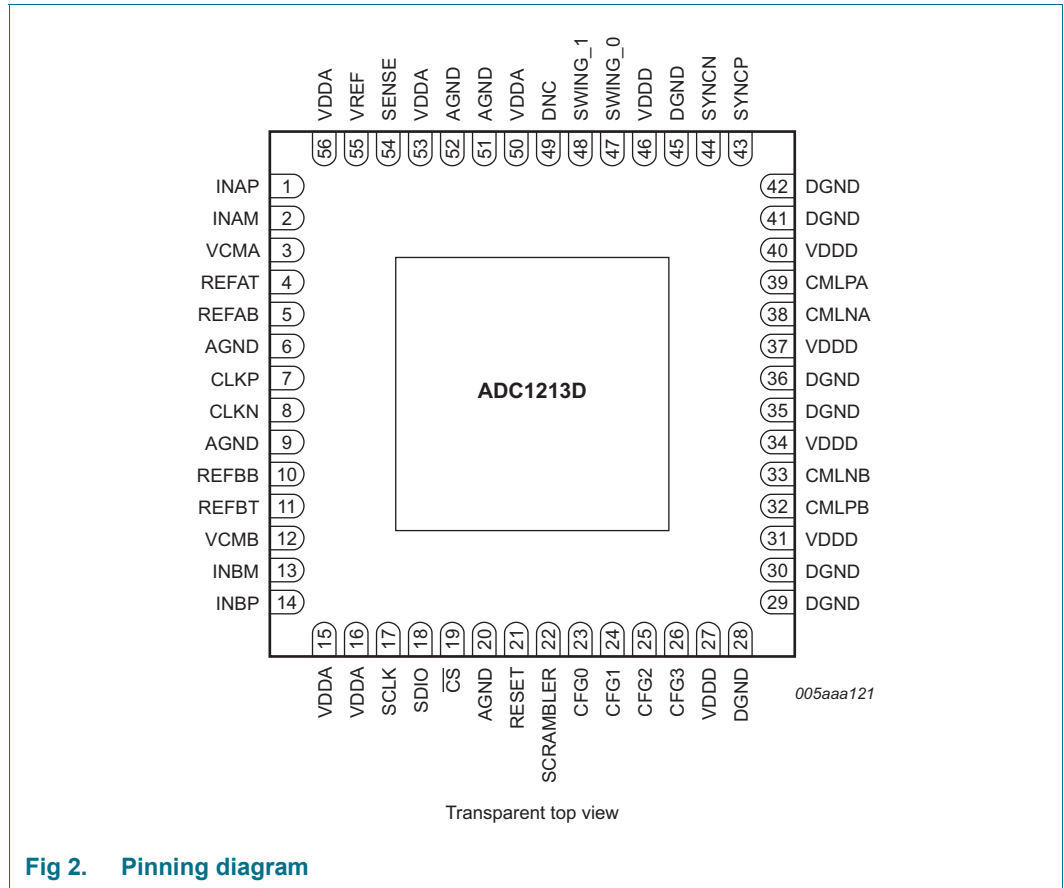 VDDA VREF SENSE VDDA AGND AGND VDDA DNC SWING_1 SWING_0 VDDD DGND SYNCN SYNCP
56 55 54 53 52 51 50 49 48 47 46 45 44 43
INAP 1 42 DGND
INAM 2 41 DGND
VCMA 3 40 VDDD
REFAT 4 39 CMLPA
REFAB 5 38 CMLNA
AGND 6 37 VDDD
CLKP 7 36 DGND
ADC1213D
CLKN 8 35 DGND
AGND 9 34 VDDD
REFBB 10 33 CMLNB
REFBT 11 32 CMLPB
VCMB 12 31 VDDD
INBM 13 30 DGND
INBP 14 29 DGND
15 16 17 18 19 20 21 22 23 24 25 26 27 28
VDDA VDDA SCLK SDIO C̅S̅ AGND RESET SCRAMBLER CFG0 CFG1 CFG2 CFG3 VDDD DGND
005aaa121
Transparent top view
Fig 2. Pinning diagram